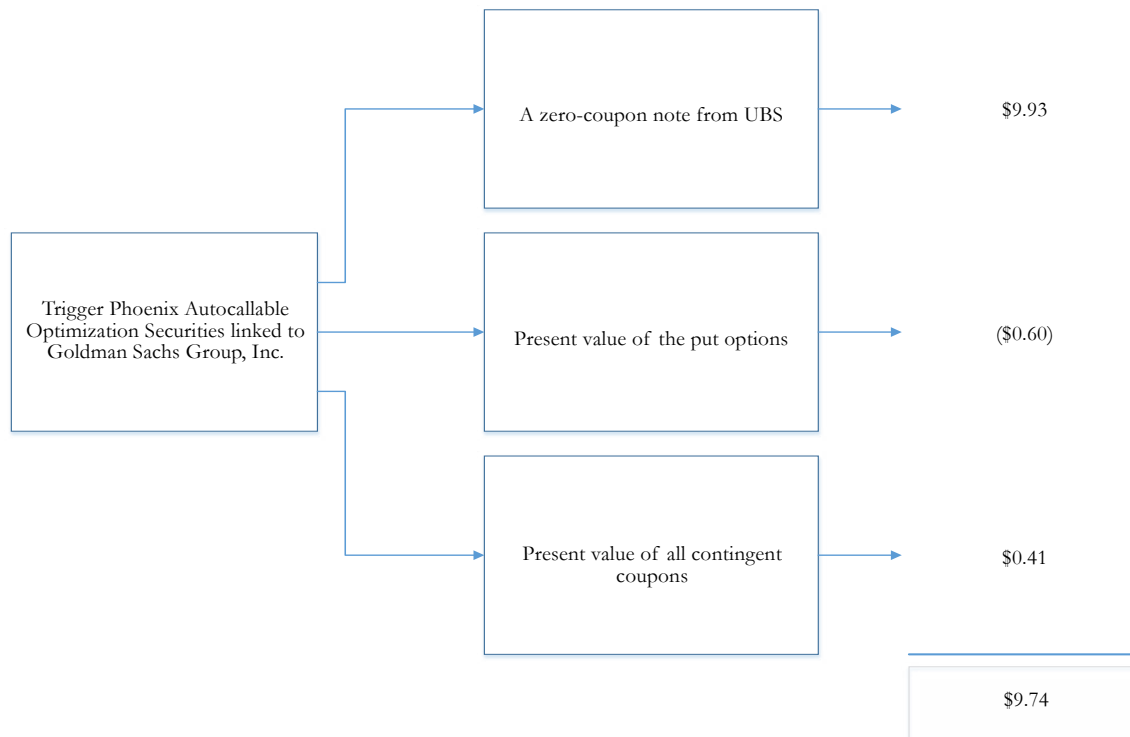 A zero-coupon note from UBS
$9.93
Trigger Phoenix Autocallable
Optimization Securities linked to
Goldman Sachs Group, Inc.
Present value of the put options
($0.60)
Present value of all contingent
coupons
$0.41
$9.74